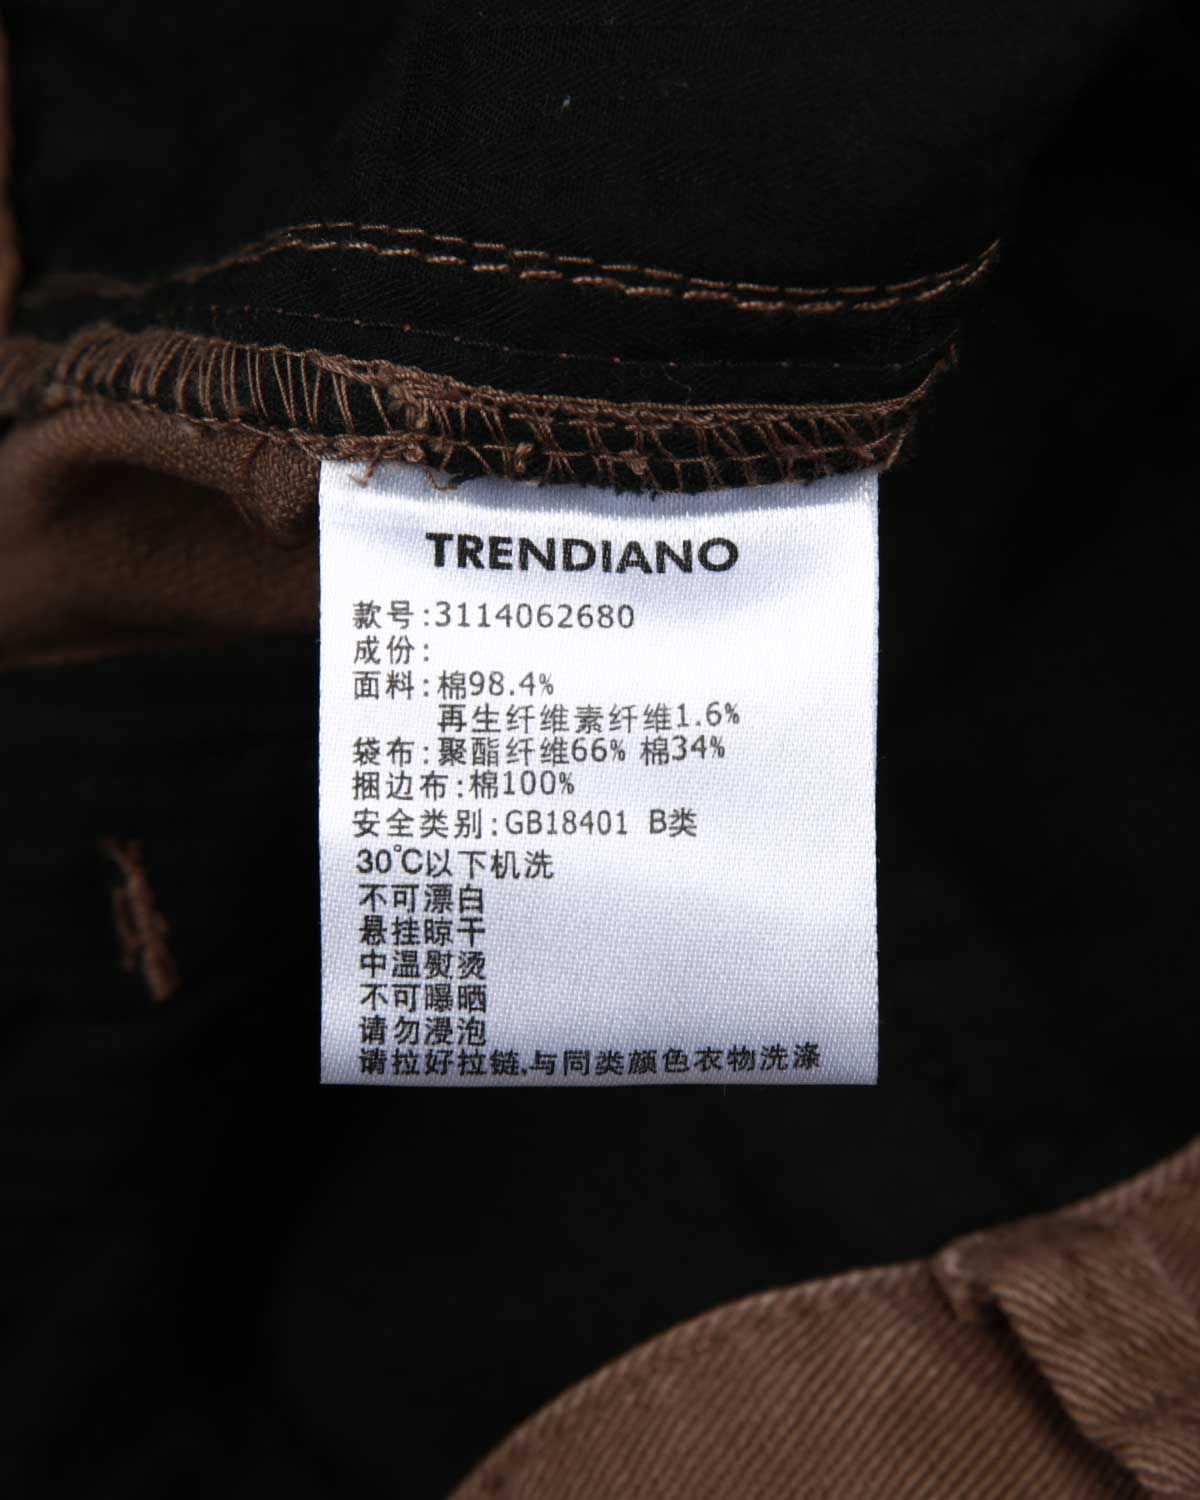 TRENDIANO
款号:3114062680
成份:
面料:棉98.4%
再生纤维素纤维1.6%
袋布:聚酯纤维66% 棉34%
捆边布:棉100%
安全类别:GB18401 B类
30℃以下机洗
不可漂白
悬挂晾干
中温熨烫
不可曝晒
请勿浸泡
请拉好拉链,与同类颜色衣物洗涤